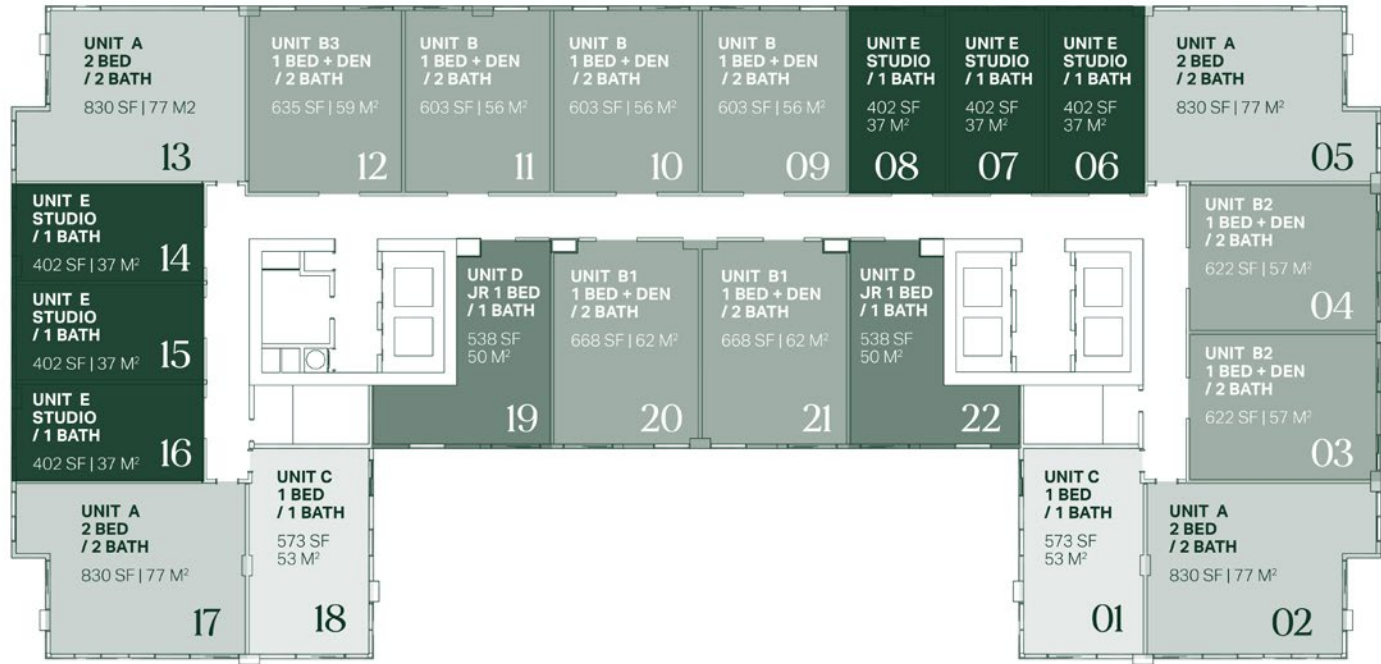 UNIT A
2 BED
/ 2 BATH
830 SF | 77 M2
13
UNIT B3
1 BED + DEN
/ 2 BATH
635 SF | 59 M²
12
UNIT B
1 BED + DEN
/ 2 BATH
603 SF | 56 M²
11
UNIT B
1 BED + DEN
/ 2 BATH
603 SF | 56 M²
10
UNIT B
1 BED + DEN
/ 2 BATH
603 SF | 56 M²
09
UNIT E
STUDIO
/ 1 BATH
402 SF
37 M²
08
UNIT E
STUDIO
/ 1 BATH
402 SF
37 M²
07
UNIT E
STUDIO
/ 1 BATH
402 SF
37 M²
06
UNIT A
2 BED
/ 2 BATH
830 SF | 77 M²
05
UNIT E
STUDIO
/ 1 BATH
402 SF | 37 M²
14
UNIT E
STUDIO
/ 1 BATH
402 SF | 37 M²
15
UNIT E
STUDIO
/ 1 BATH
402 SF | 37 M²
16
UNIT D
JR 1 BED
/ 1 BATH
538 SF
50 M²
19
UNIT B1
1 BED + DEN
/ 2 BATH
668 SF | 62 M²
20
UNIT B1
1 BED + DEN
/ 2 BATH
668 SF | 62 M²
21
UNIT D
JR 1 BED
/ 1 BATH
538 SF
50 M²
22
UNIT B2
1 BED + DEN
/ 2 BATH
622 SF | 57 M²
04
UNIT B2
1 BED + DEN
/ 2 BATH
622 SF | 57 M²
03
UNIT A
2 BED
/ 2 BATH
830 SF | 77 M²
17
UNIT C
1 BED
/ 1 BATH
573 SF
53 M²
18
UNIT C
1 BED
/ 1 BATH
573 SF
53 M²
01
UNIT A
2 BED
/ 2 BATH
830 SF | 77 M²
02